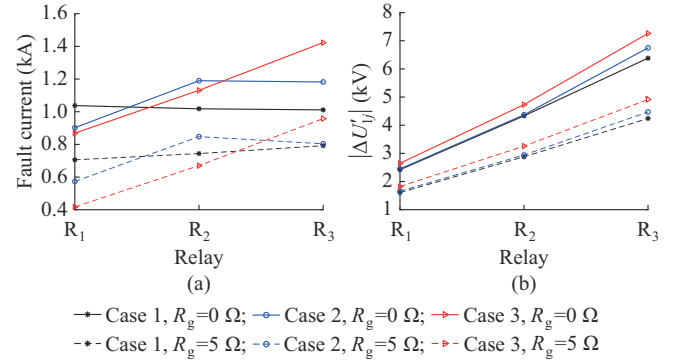 1.6
1.4
1.2
1.0
0.8
0.6
0.4
Fault current (kA)
R1
R2
R3
Relay
(a)
8
7
6
5
4
3
2
1
|ΔU′1j| (kV)
R1
R2
R3
Relay
(b)
Case 1, Rg=0 Ω; Case 2, Rg=0 Ω; Case 3, Rg=0 Ω
Case 1, Rg=5 Ω; Case 2, Rg=5 Ω; Case 3, Rg=5 Ω